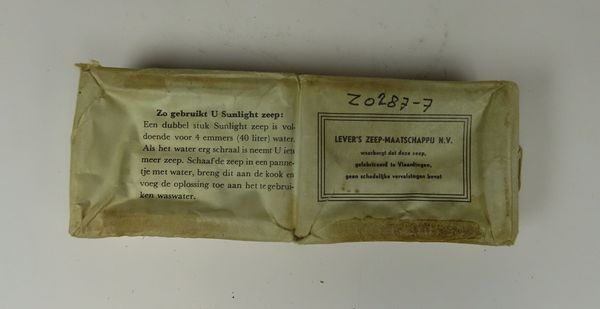 Zo gebruikt U Sunlight zeep:
Een dubbel stuk Sunlight zeep is vol-
doende voor 4 emmers (40 liter) water.
Als het water erg schraal is neemt U iets
meer zeep. Schaaf de zeep in een panne-
tje met water, breng dit aan de kook en
voeg de oplossing toe aan het te gebrui-
ken waswater.
Z0287-7
LEVER'S ZEEP-MAATSCHAPPIJ N.V.
waarborgt dat deze zeep,
gefabriceerd te Vlaardingen,
geen schadelijke vervalsingen bevat